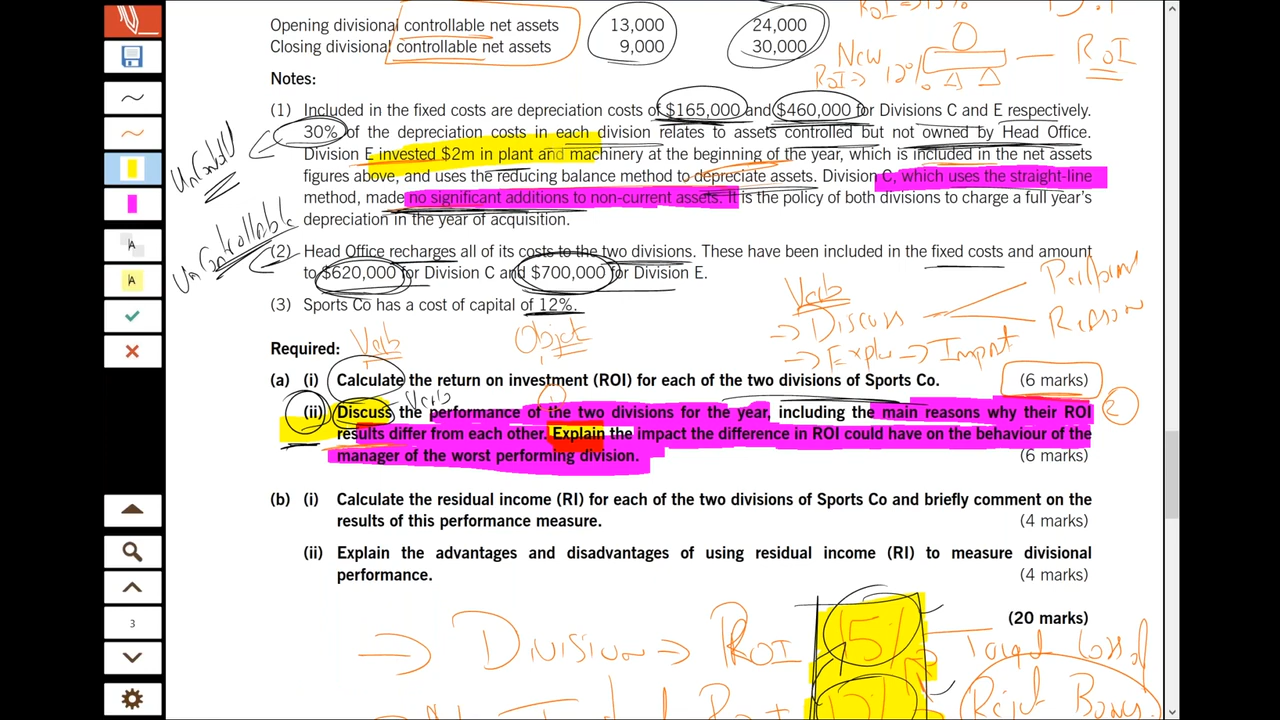 Opening divisional controllable net assets 13,000 24,000
Closing divisional controllable net assets 9,000 30,000
New ROI => 12% ROI
Notes:
(1) Included in the fixed costs are depreciation costs of $165,000 and $460,000 for Divisions C and E respectively.
30% of the depreciation costs in each division relates to assets controlled but not owned by Head Office.
Division E invested $2m in plant and machinery at the beginning of the year, which is included in the net assets
figures above, and uses the reducing balance method to depreciate assets. Division C, which uses the straight-line
method, made no significant additions to non-current assets. It is the policy of both divisions to charge a full year's
depreciation in the year of acquisition.
UnControllable
(2) Head Office recharges all of its costs to the two divisions. These have been included in the fixed costs and amount
to $620,000 for Division C and $700,000 for Division E.
(3) Sports Co has a cost of capital of 12%.
Verb
→ Discuss
Reason
Verb Object
Required:
(a) (i) Calculate the return on investment (ROI) for each of the two divisions of Sports Co. (6 marks)
Verb
(ii) Discuss the performance of the two divisions for the year, including the main reasons why their ROI
results differ from each other. Explain the impact the difference in ROI could have on the behaviour of the
manager of the worst performing division. (6 marks)
2
(b) (i) Calculate the residual income (RI) for each of the two divisions of Sports Co and briefly comment on the
results of this performance measure. (4 marks)
(ii) Explain the advantages and disadvantages of using residual income (RI) to measure divisional
performance. (4 marks)
(20 marks)
→ Division → ROI 15% Target Loss of
Reject Bonus
3